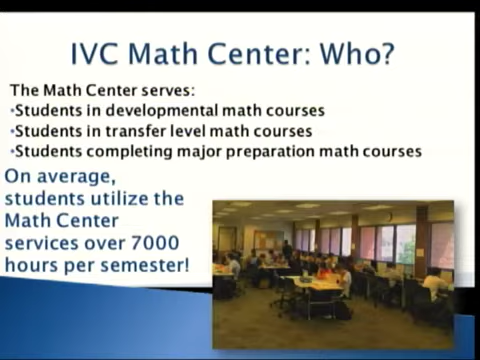 IVC Math Center: Who?
The Math Center serves:
•Students in developmental math courses
•Students in transfer level math courses
•Students completing major preparation math courses
On average,
students utilize the
Math Center
services over 7000
hours per semester!